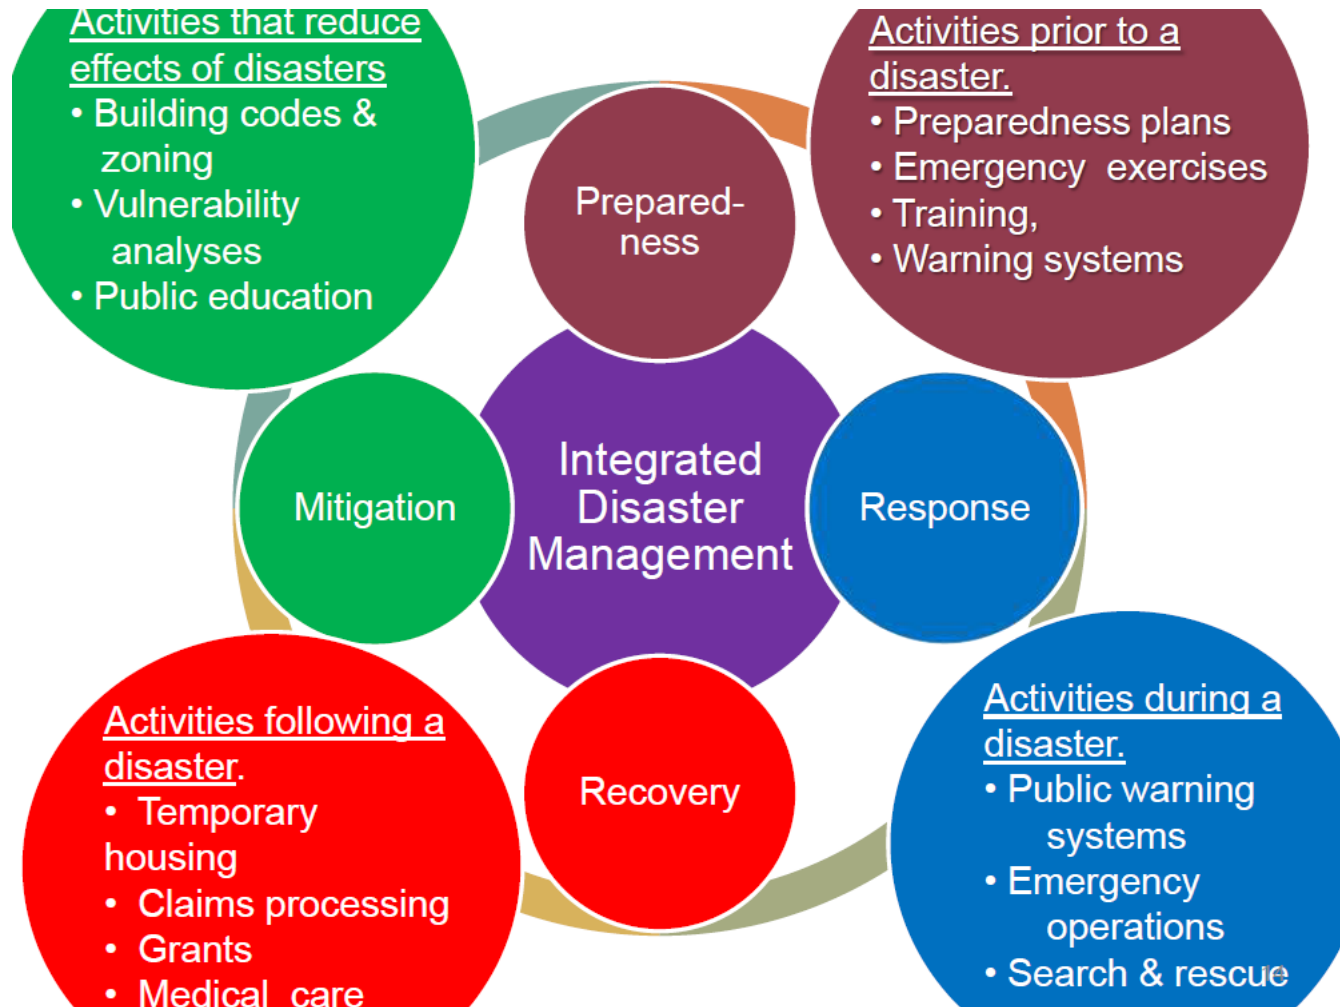 Activities that reduce
effects of disasters
• Building codes &
zoning
• Vulnerability
analyses
• Public education
Activities prior to a
disaster.
• Preparedness plans
• Emergency exercises
• Training,
• Warning systems
Prepared-
ness
Mitigation
Integrated
Disaster
Management
Response
Recovery
Activities following a
disaster.
• Temporary
housing
• Claims processing
• Grants
• Medical care
Activities during a
disaster.
• Public warning
systems
• Emergency
operations
• Search & rescue
14